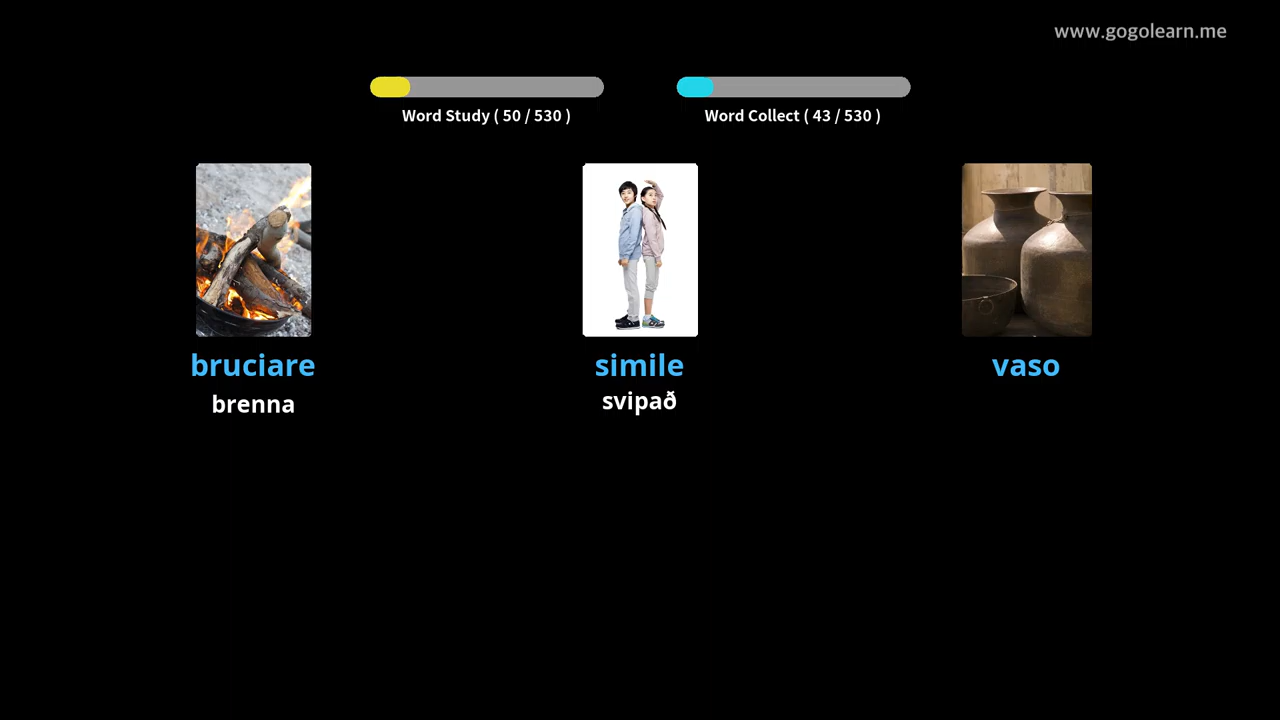 www.gogolearn.me
Word Study ( 50 / 530 )
Word Collect ( 43 / 530 )
bruciare
brenna
simile
svipað
vaso